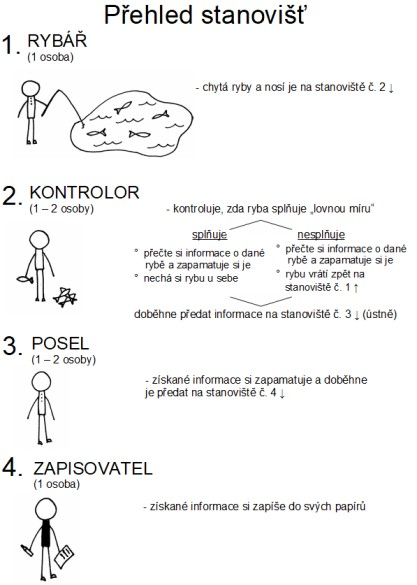 Přehled stanovišť
1. RYBÁŘ
(1 osoba)
- chytá ryby a nosí je na stanoviště č. 2 ↓
2. KONTROLOR
(1 – 2 osoby)
- kontroluje, zda ryba splňuje „lovnou míru“
splňuje
° přečte si informace o dané
rybě a zapamatuje si je
° nechá si rybu u sebe
nesplňuje
° přečte si informace o dané
rybě a zapamatuje si je
° rybu vrátí zpět na
stanoviště č. 1 ↑
doběhne předat informace na stanoviště č. 3 ↓ (ústně)
3. POSEL
(1 – 2 osoby)
- získané informace si zapamatuje a doběhne
je předat na stanoviště č. 4 ↓
4. ZAPISOVATEL
(1 osoba)
- získané informace si zapíše do svých papírů